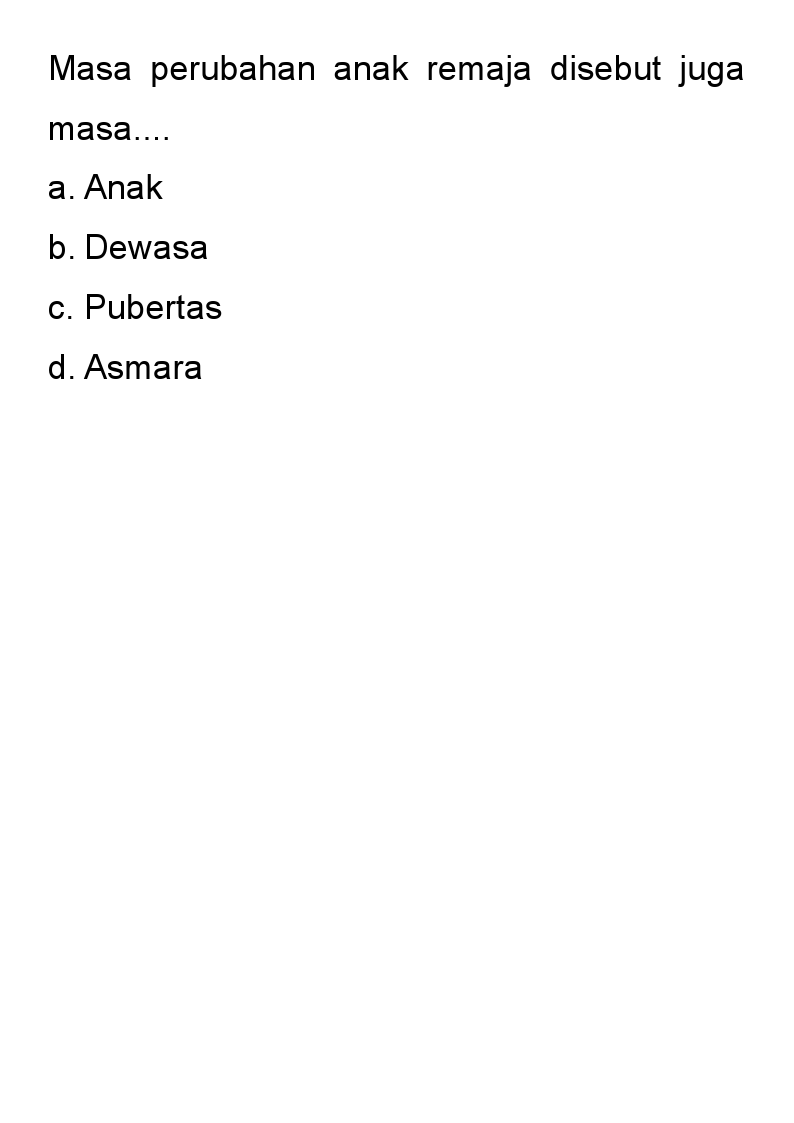 Masa perubahan anak remaja disebut juga
masa....
a. Anak
b. Dewasa
c. Pubertas
d. Asmara